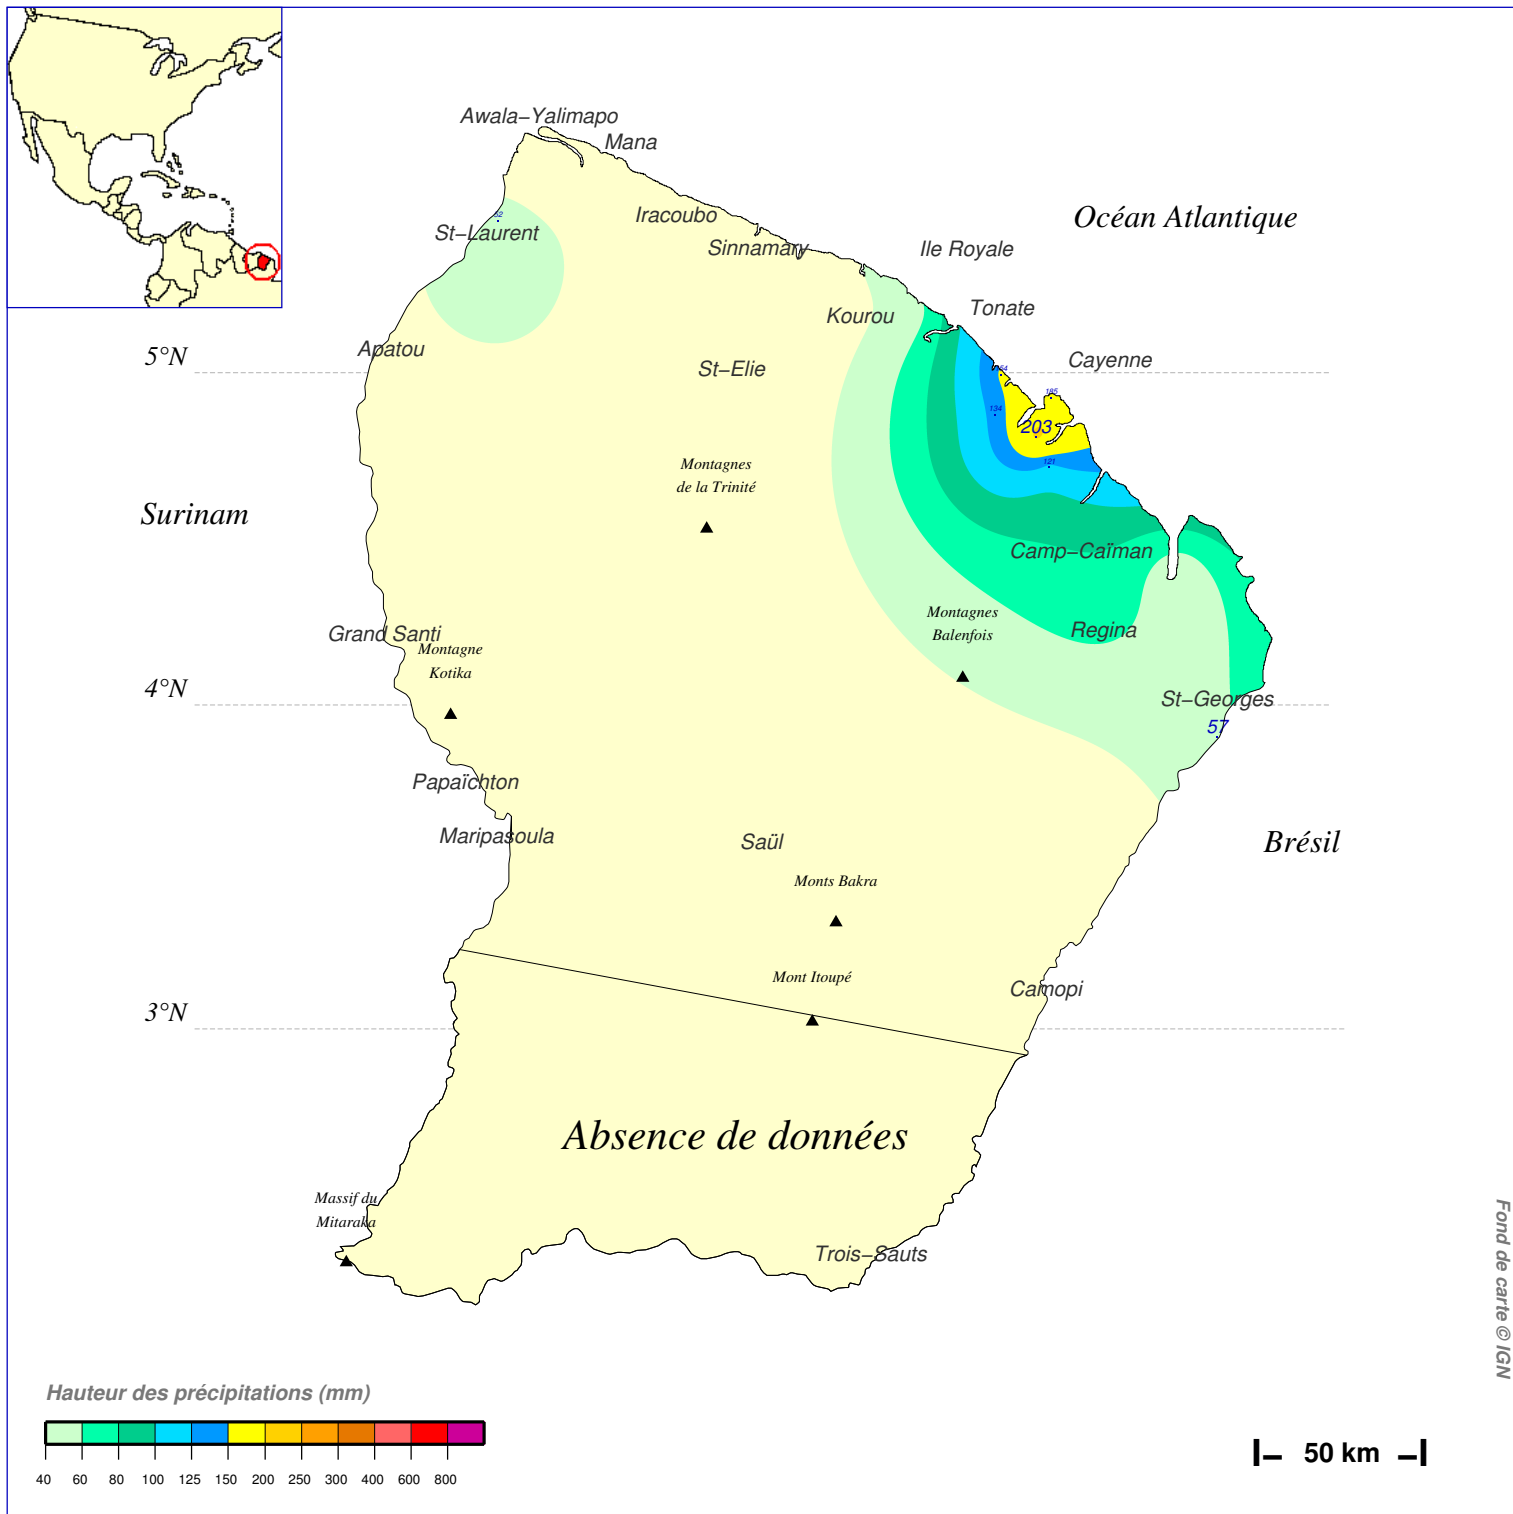 Awala−Yalimapo
Mana
Iracoubo
52
St−Laurent
Sinnamary
Ile Royale
Océan Atlantique
Tonate
Kourou
Apatou
St−Elie
Cayenne
5°N
185
134
203
121
Montagnes
de la Trinité
Surinam
Camp−Caïman
Grand Santi
Montagne
Kotika
Montagnes
Balenfois
Regina
4°N
St−Georges
57
Papaïchton
Maripasoula
Saül
Brésil
Monts Bakra
Mont Itoupé
Camopi
3°N
Absence de données
Massif du
Mitaraka
Trois−Sauts
Fond de carte © IGN
Hauteur des précipitations (mm)
40 60 80 100 125 150 200 250 300 400 600 800
50 km